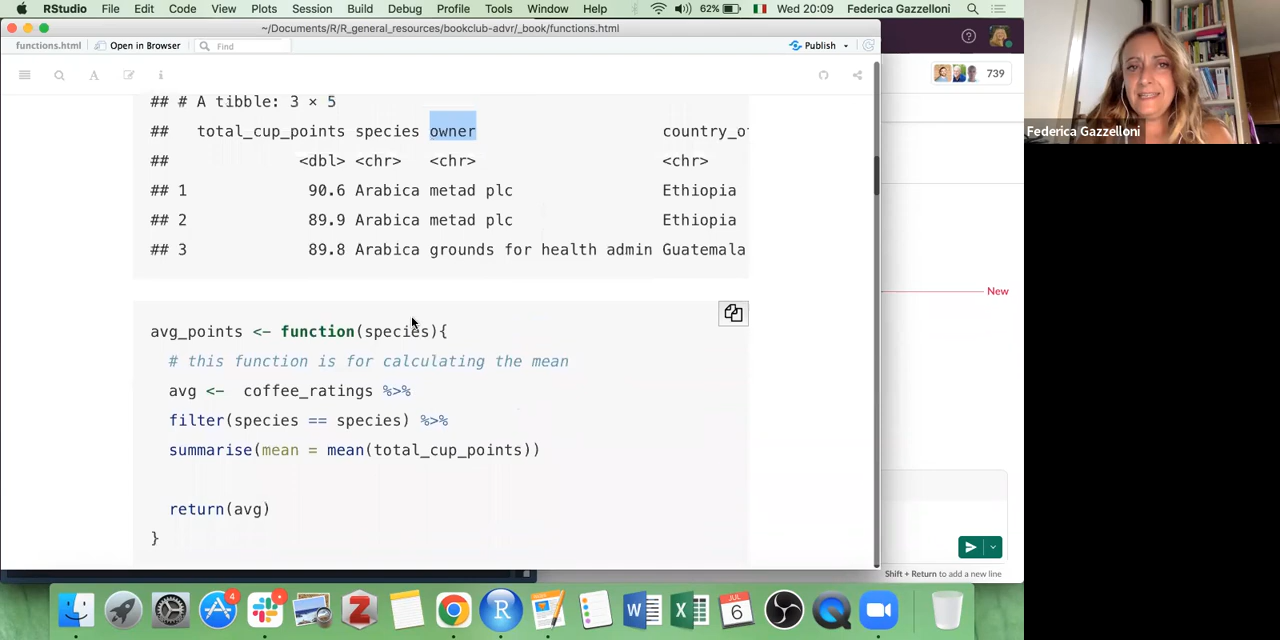 RStudio File Edit Code View Plots Session Build Debug Profile Tools Window Help 62% Wed 20:09 Federica Gazzelloni
~/Documents/R/R_general_resources/bookclub-advr/_book/functions.html
functions.html Open in Browser Find Publish
739
## # A tibble: 3 × 5
## total_cup_points species owner country_o
## <dbl> <chr> <chr> <chr>
## 1 90.6 Arabica metad plc Ethiopia
## 2 89.9 Arabica metad plc Ethiopia
## 3 89.8 Arabica grounds for health admin Guatemala
avg_points <- function(species){
# this function is for calculating the mean
avg <- coffee_ratings %>%
filter(species == species) %>%
summarise(mean = mean(total_cup_points))
return(avg)
}
New
Shift + Return to add a new line
Federica Gazzelloni
4
JUL
6